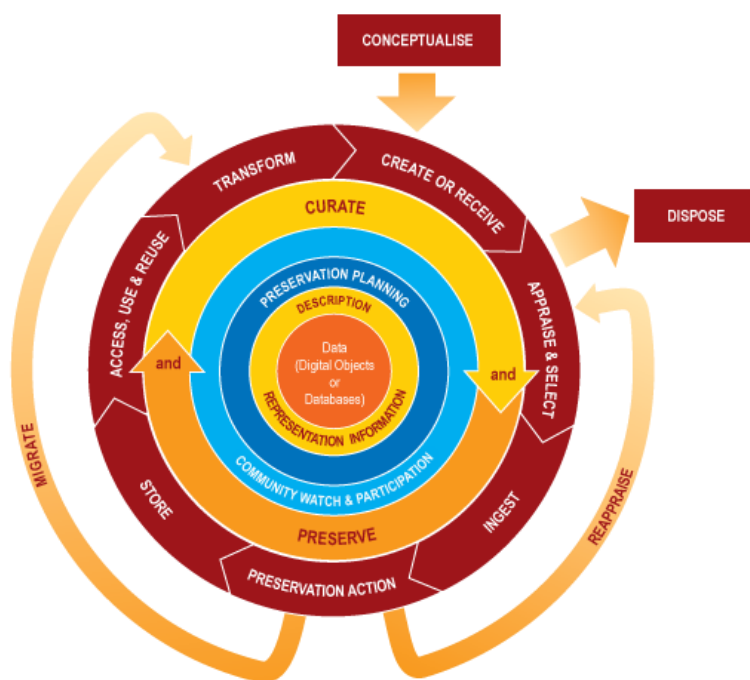 CONCEPTUALISE
CREATE OR RECEIVE
TRANSFORM
DISPOSE
APPRAISE & SELECT
ACCESS, USE & REUSE
CURATE
PRESERVATION PLANNING
DESCRIPTION
Data
(Digital Objects
or
Databases)
and
and
REPRESENTATION INFORMATION
COMMUNITY WATCH & PARTICIPATION
PRESERVE
INGEST
STORE
PRESERVATION ACTION
MIGRATE
REAPPRAISE